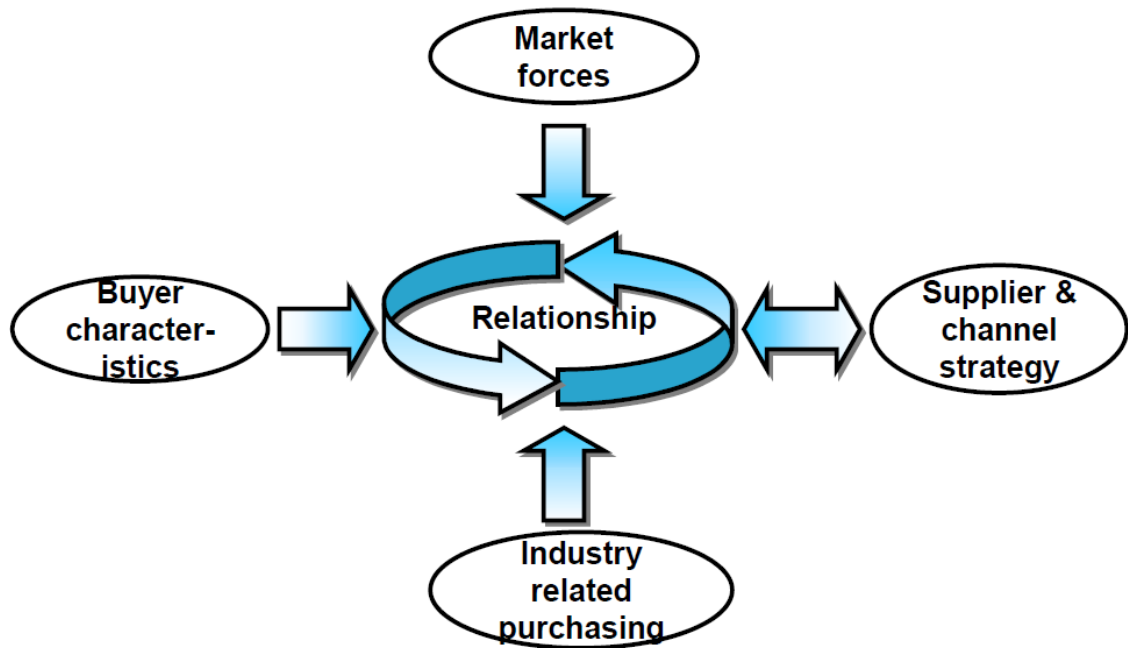 Market
forces
Buyer
character-
istics
Relationship
Supplier &
channel
strategy
Industry
related
purchasing